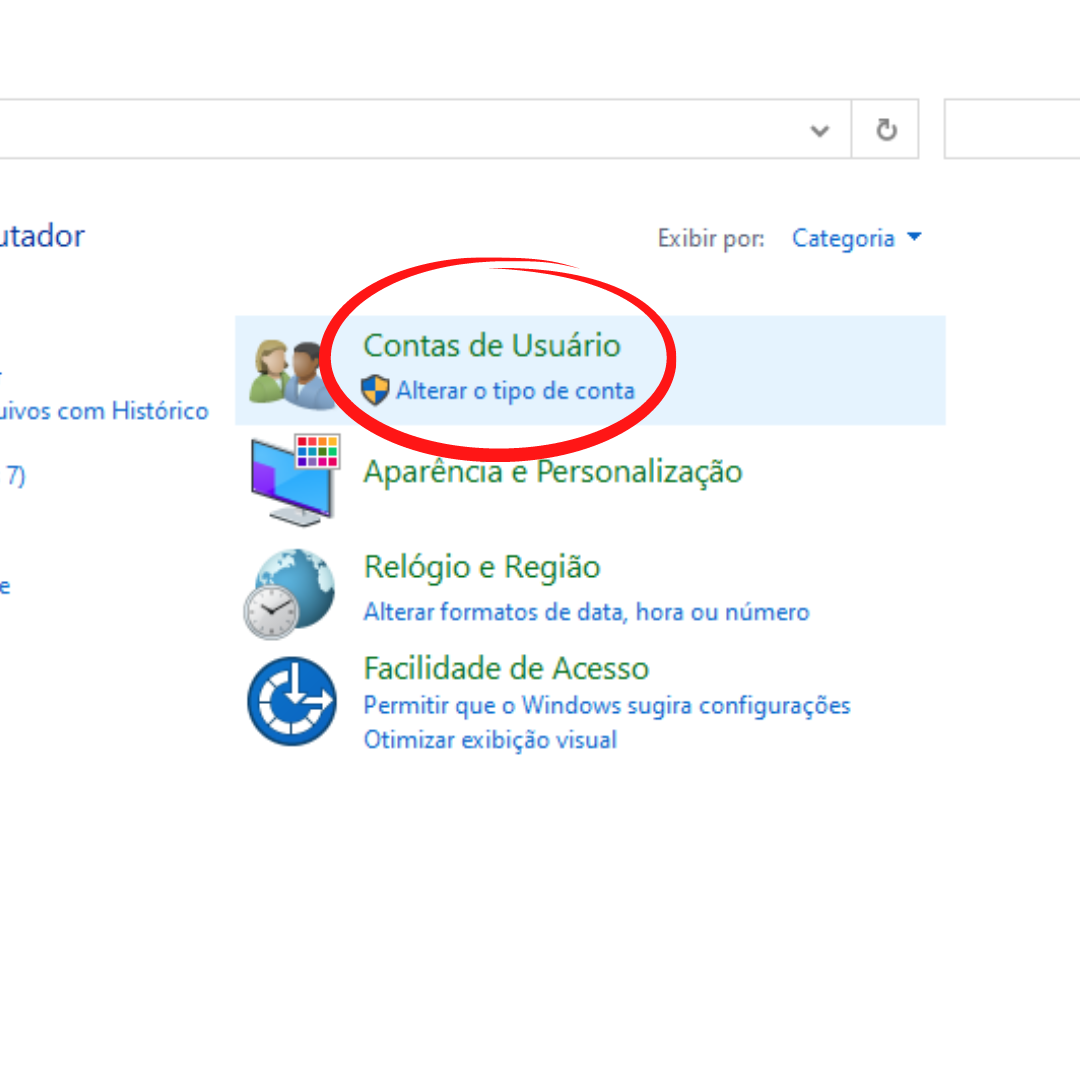 utador
Exibir por: Categoria
Contas de Usuário
Alterar o tipo de conta
uivos com Histórico
Aparência e Personalização
7)
Relógio e Região
e
Alterar formatos de data, hora ou número
Facilidade de Acesso
Permitir que o Windows sugira configurações
Otimizar exibição visual